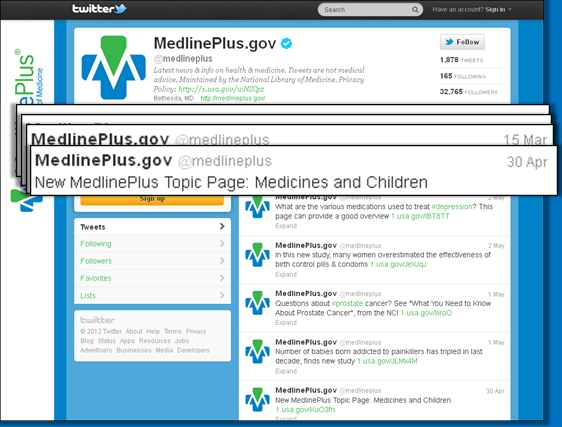 twitter
Search
Have an account? Sign in
MedlinePlus.gov
@medlineplus
Latest news & info on health & medicine. Tweets are not medical
advice. Maintained by the National Library of Medicine. Privacy
Policy: http://1.usa.gov/urNSCpz
Bethesda, MD http://medlineplus.gov/
Follow
1,878 TWEETS
165 FOLLOWING
32,765 FOLLOWERS
Plus®
of Medicine
MedlinePlus.gov @medlineplus 15 Mar
MedlinePlus.gov @medlineplus 30 Apr
New MedlinePlus Topic Page: Medicines and Children
Sign up
Tweets
Following
Followers
Favorites
Lists
twitter
© 2012 Twitter About Help Terms Privacy
Blog Status Apps Resources Jobs
Advertisers Businesses Media Developers
What are the various medications used to treat #depression? This
page can provide a good overview 1.usa.gov/IBT8TT
Expand
MedlinePlus.gov @medlineplus 2 May
In this new study, many women overestimated the effectiveness of
birth control pills & condoms 1.usa.gov/JeXJqJ
Expand
MedlinePlus.gov @medlineplus 1 May
Questions about #prostate cancer? See "What You Need to Know
About Prostate Cancer", from the NCI
Expand
MedlinePlus.gov @medlineplus 1 May
Number of babies born addicted to painkillers has tripled in last
decade, finds new study 1.usa.gov/JLMx4M
Expand
MedlinePlus.gov @medlineplus 30 Apr
New MedlinePlus Topic Page: Medicines and Children
1.usa.gov/KuO3fn
Expand